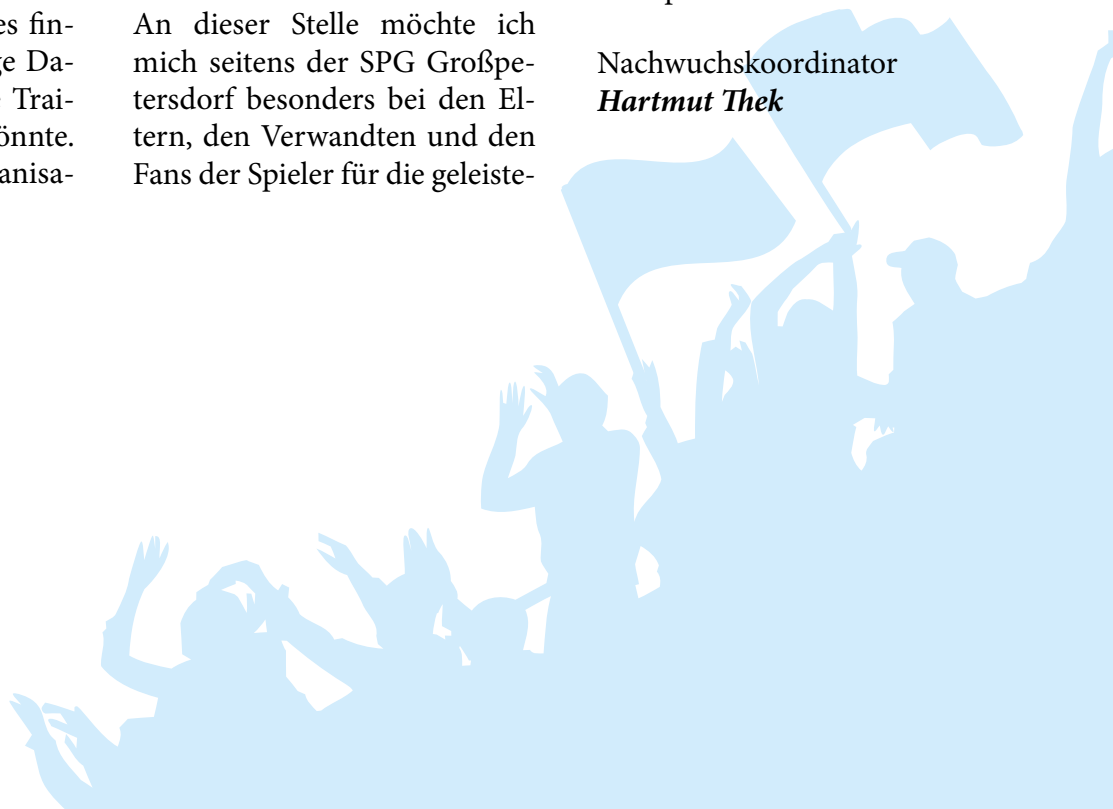 es fin-
ge Da-
Trai-
önnte.
anisa-
An dieser Stelle möchte ich
mich seitens der SPG Großpe-
tersdorf besonders bei den El-
tern, den Verwandten und den
Fans der Spieler für die geleiste-
Nachwuchskoordinator
Hartmut Thek